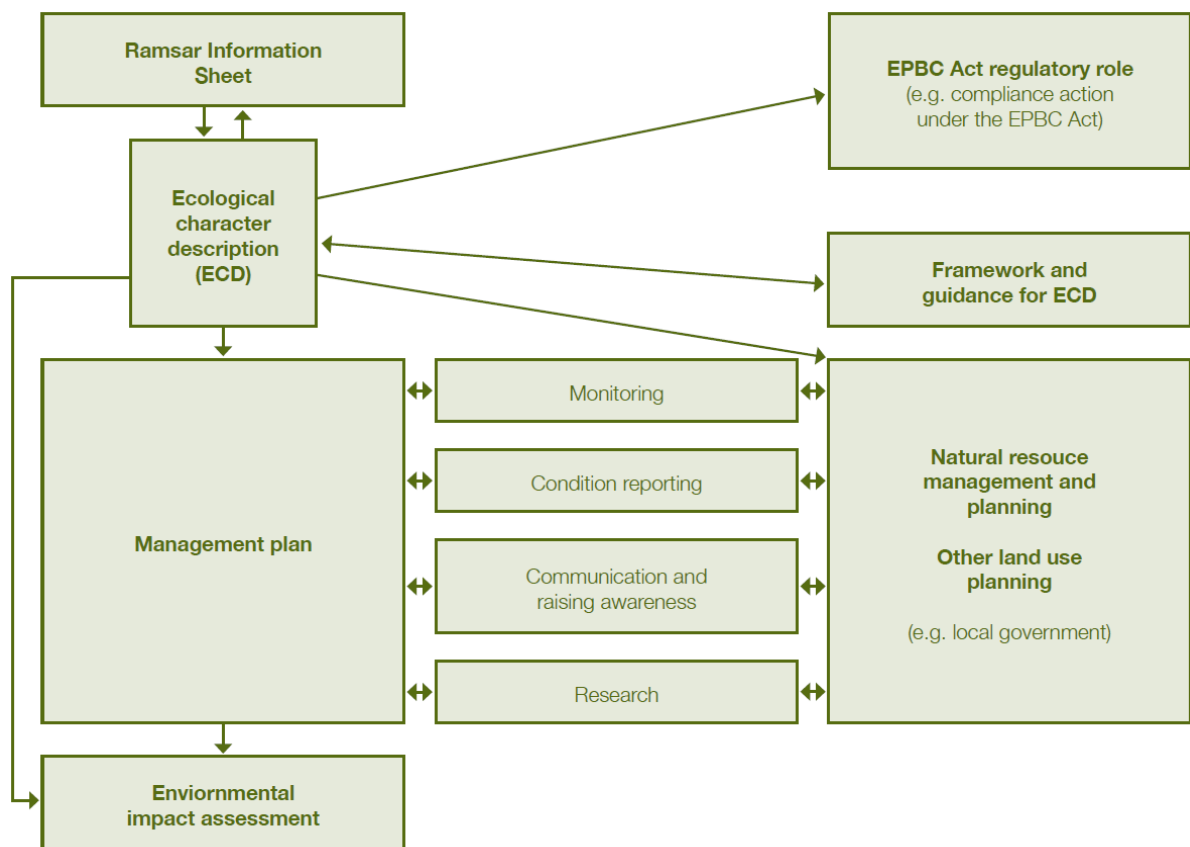 Ramsar Information
Sheet
EPBC Act regulatory role
(e.g. compliance action
under the EPBC Act)
Ecological
character
description
(ECD)
Framework and
guidance for ECD
Management plan
Monitoring
Condition reporting
Communication and
raising awareness
Research
Natural resouce
management and
planning
Other land use
planning
(e.g. local government)
Enviornmental
impact assessment